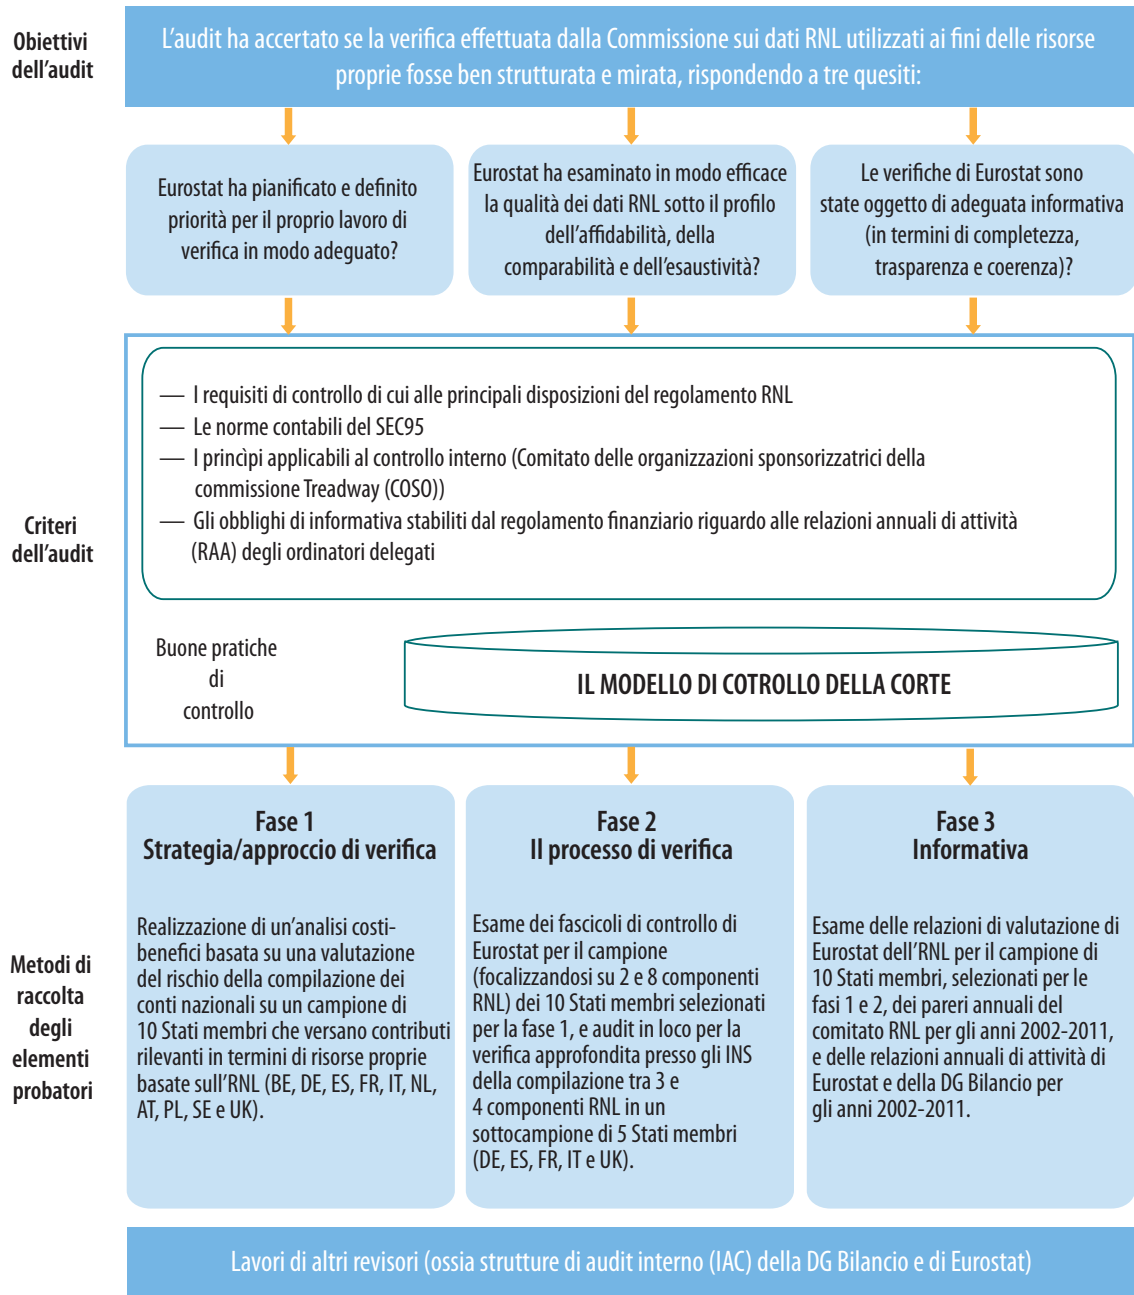 Obiettivi
dell'audit
L'audit ha accertato se la verifica effettuata dalla Commissione sui dati RNL utilizzati ai fini delle risorse
proprie fosse ben strutturata e mirata, rispondendo a tre quesiti:
Eurostat ha pianificato e definito
priorità per il proprio lavoro di
verifica in modo adeguato?
Eurostat ha esaminato in modo efficace
la qualità dei dati RNL sotto il profilo
dell'affidabilità, della
comparabilità e dell'esaustività?
Le verifiche di Eurostat sono
state oggetto di adeguata informativa
(in termini di completezza,
trasparenza e coerenza)?
Criteri
dell'audit
— I requisiti di controllo di cui alle principali disposizioni del regolamento RNL
— Le norme contabili del SEC95
— I princìpi applicabili al controllo interno (Comitato delle organizzazioni sponsorizzatrici della
commissione Treadway (COSO))
— Gli obblighi di informativa stabiliti dal regolamento finanziario riguardo alle relazioni annuali di attività
(RAA) degli ordinatori delegati
Buone pratiche
di
controllo
IL MODELLO DI COTROLLO DELLA CORTE
Metodi di
raccolta
degli
elementi
probatori
Fase 1
Strategia/approccio di verifica
Realizzazione di un'analisi costi-
benefici basata su una valutazione
del rischio della compilazione dei
conti nazionali su un campione di
10 Stati membri che versano contributi
rilevanti in termini di risorse proprie
basate sull'RNL (BE, DE, ES, FR, IT, NL,
AT, PL, SE e UK).
Fase 2
Il processo di verifica
Esame dei fascicoli di controllo di
Eurostat per il campione
(focalizzandosi su 2 e 8 componenti
RNL) dei 10 Stati membri selezionati
per la fase 1, e audit in loco per la
verifica approfondita presso gli INS
della compilazione tra 3 e
4 componenti RNL in un
sottocampione di 5 Stati membri
(DE, ES, FR, IT e UK).
Fase 3
Informativa
Esame delle relazioni di valutazione di
Eurostat dell'RNL per il campione di
10 Stati membri, selezionati per le
fasi 1 e 2, dei pareri annuali del
comitato RNL per gli anni 2002-2011,
e delle relazioni annuali di attività di
Eurostat e della DG Bilancio per
gli anni 2002-2011.
Lavori di altri revisori (ossia strutture di audit interno (IAC) della DG Bilancio e di Eurostat)